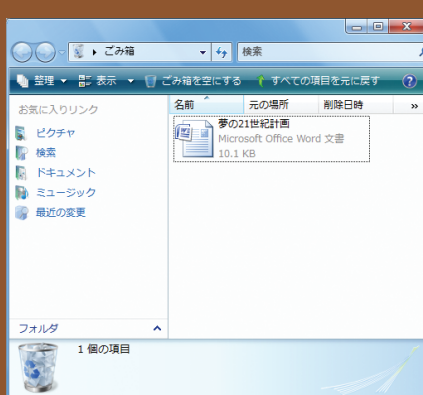 ごみ箱
検索
整理
表示
ごみ箱を空にする
すべての項目を元に戻す
お気に入りリンク
ピクチャ
検索
ドキュメント
ミュージック
最近の変更
フォルダ
名前
元の場所
削除日時
»
夢の21世紀計画
Microsoft Office Word 文書
10.1 KB
1 個の項目